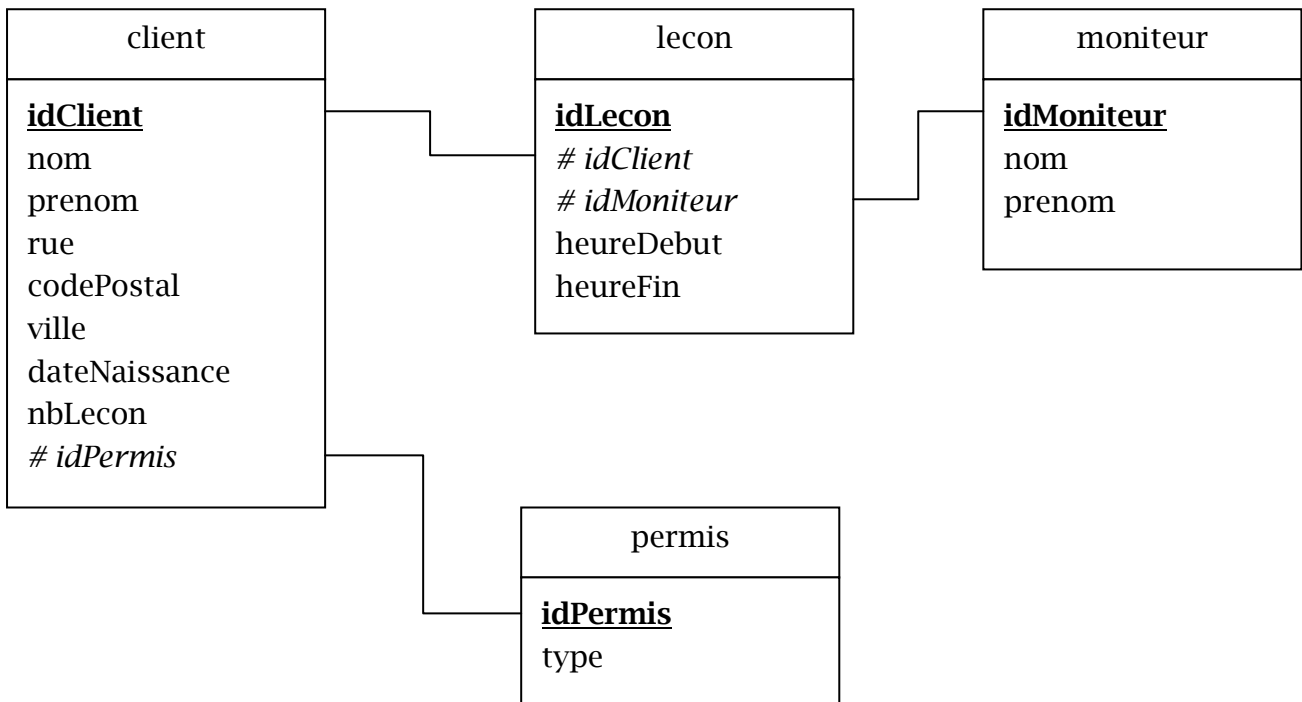 client
idClient
nom
prenom
rue
codePostal
ville
dateNaissance
nbLecon
# idPermis
lecon
idLecon
# idClient
# idMoniteur
heureDebut
heureFin
moniteur
idMoniteur
nom
prenom
permis
idPermis
type